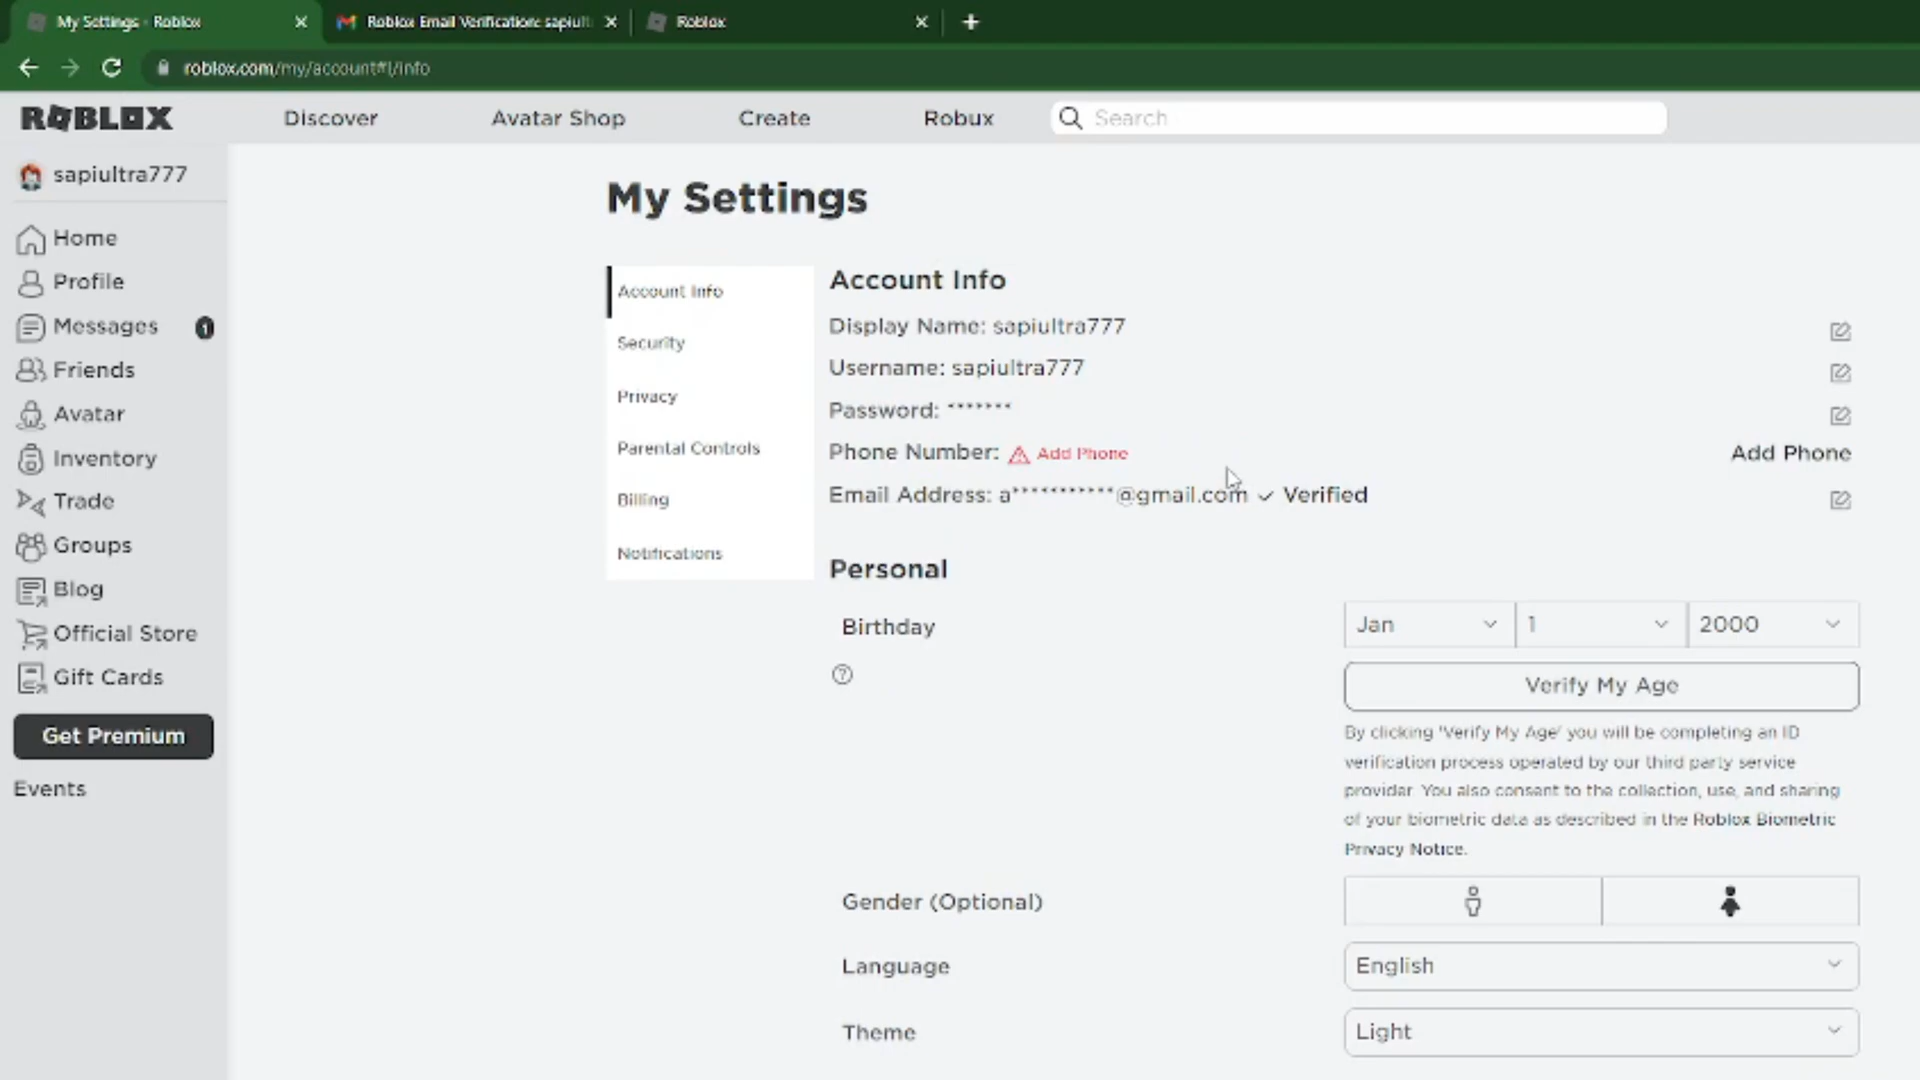 My Settings - Roblox
Roblox Email Verification: sapiult
Roblox
roblox.com/my/account#!/info
ROBLOX
Discover
Avatar Shop
Create
Robux
Search
sapiultra777
Home
Profile
Messages 1
Friends
Avatar
Inventory
Trade
Groups
Blog
Official Store
Gift Cards
Get Premium
Events
My Settings
Account Info
Security
Privacy
Parental Controls
Billing
Notifications
Account Info
Display Name: sapiultra777
Username: sapiultra777
Password: *******
Phone Number: Add Phone
Add Phone
Email Address: a***********@gmail.com ✓ Verified
Personal
Birthday
Jan
1
2000
Verify My Age
By clicking 'Verify My Age' you will be completing an ID
verification process operated by our third party service
provider. You also consent to the collection, use, and sharing
of your biometric data as described in the Roblox Biometric
Privacy Notice.
Gender (Optional)
Language
English
Theme
Light